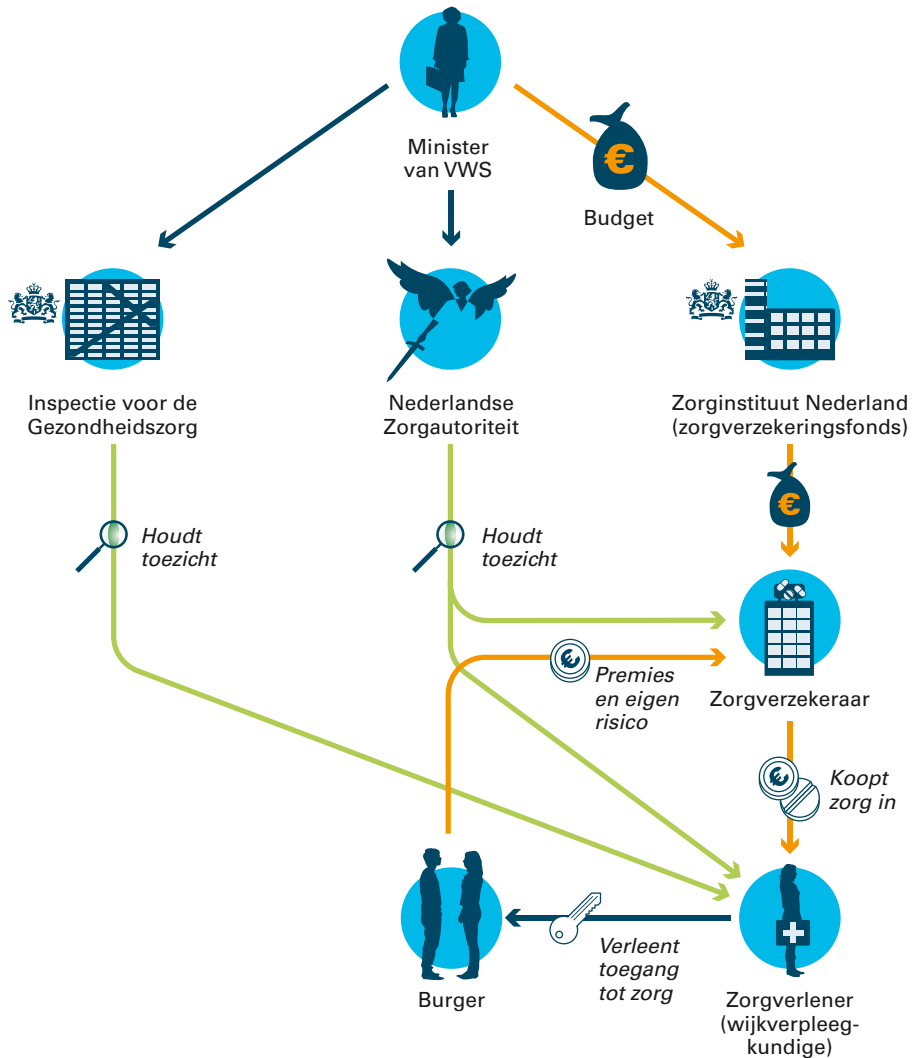 Minister
van VWS
Budget
Inspectie voor de
Gezondheidszorg
Nederlandse
Zorgautoriteit
Zorginstituut Nederland
(zorgverzekeringsfonds)
€
€
Houdt
toezicht
Houdt
toezicht
€
Premies
en eigen
risico
Zorgverzekeraar
€
Koopt
zorg in
Burger
Verleent
toegang
tot zorg
Zorgverlener
(wijkverpleeg-
kundige)